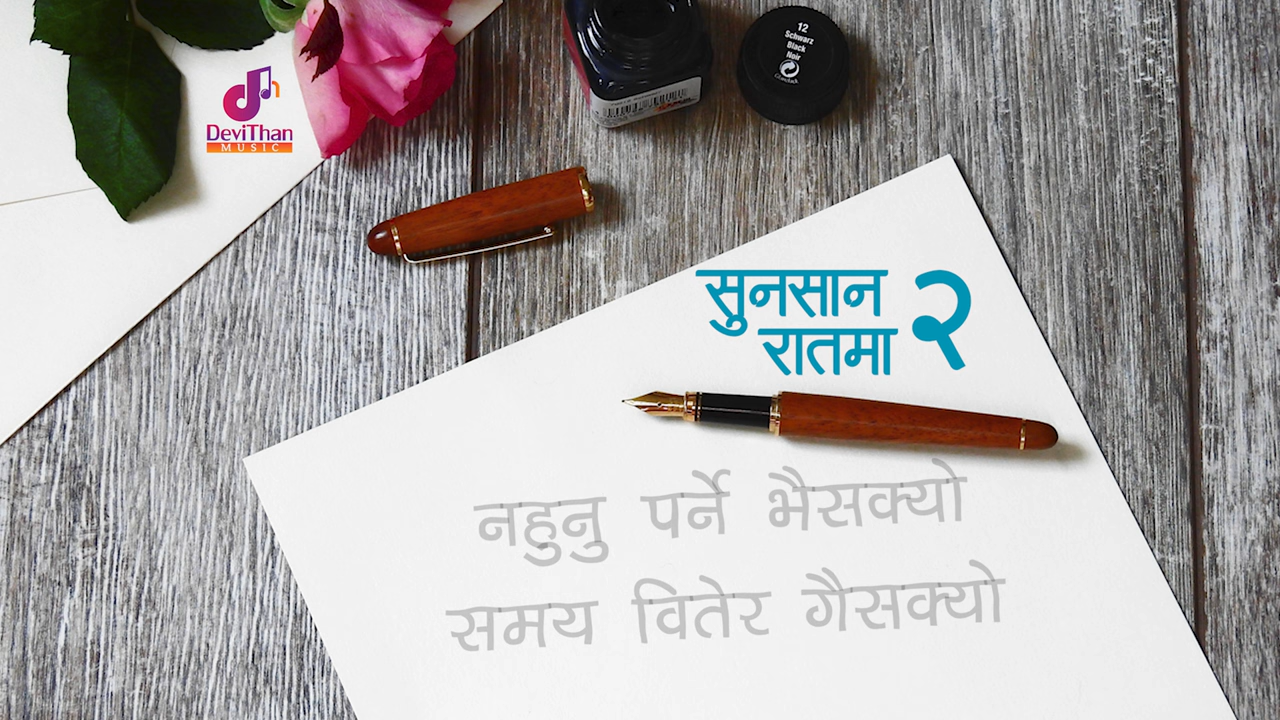 DeviThan
MUSIC
12
Schwarz
Black
Noir
सुनसान
रातमा २
नहुनु पर्ने भैसक्यो
समय वितेर गैसक्यो